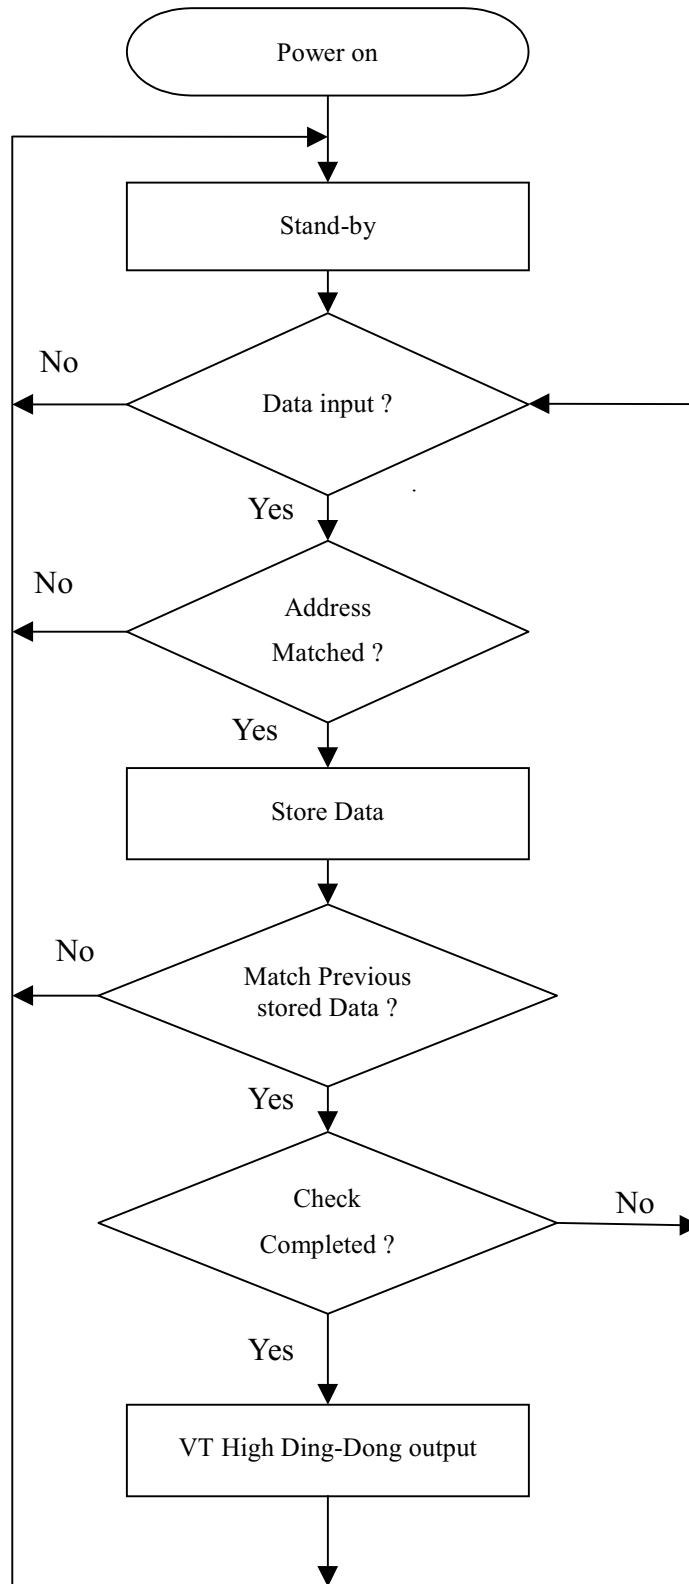 Power on
Stand-by
No
Data input ?
Yes
No
Address
Matched ?
Yes
Store Data
No
Match Previous
stored Data ?
Yes
Check
Completed ?
No
Yes
VT High Ding-Dong output